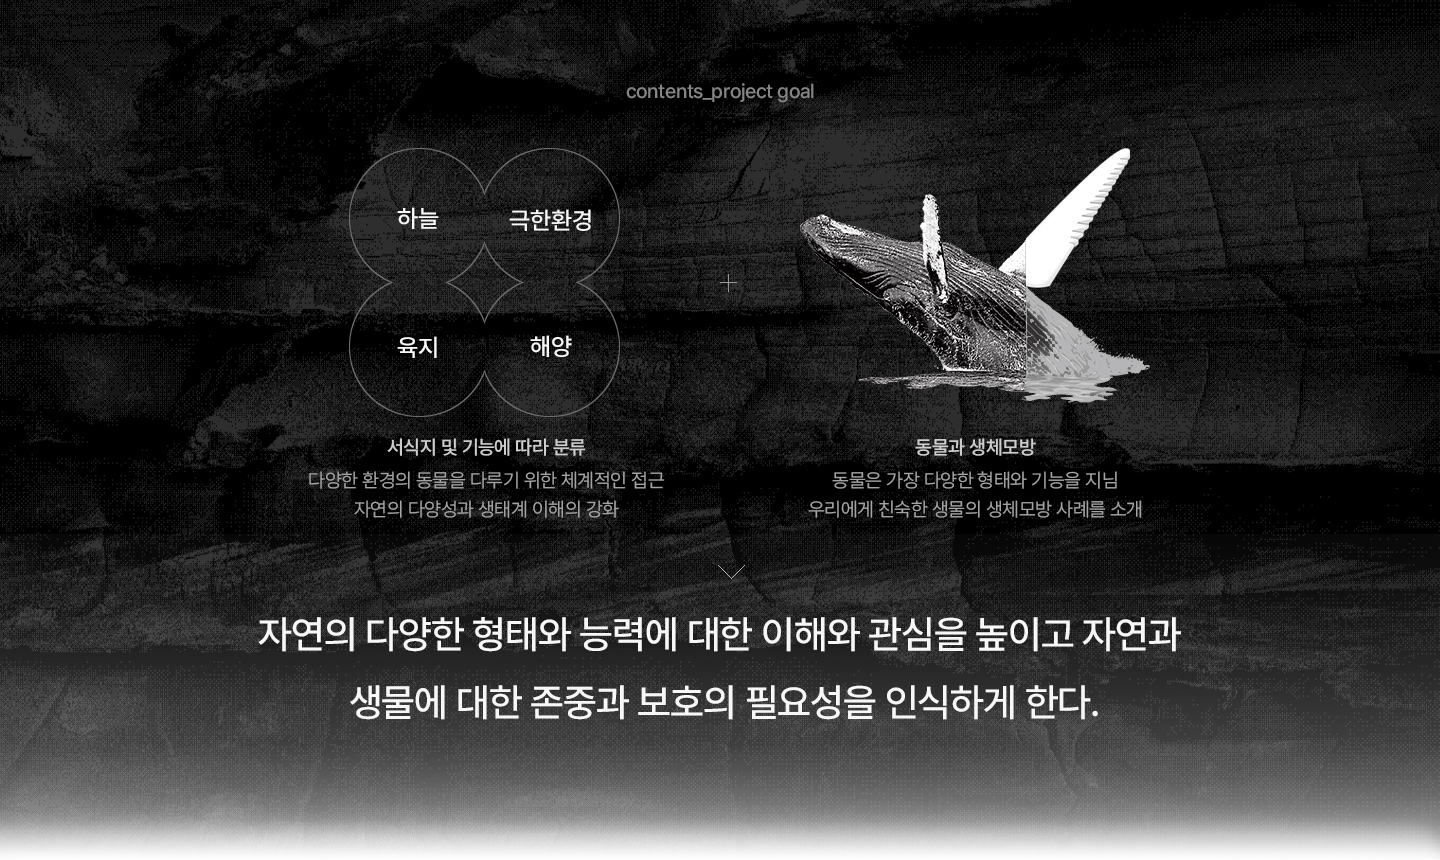 contents_project goal
하늘
극한환경
육지
해양
서식지 및 기능에 따라 분류
다양한 환경의 동물을 다루기 위한 체계적인 접근
자연의 다양성과 생태계 이해의 강화
동물과 생체모방
동물은 가장 다양한 형태와 기능을 지님
우리에게 친숙한 생물의 생체모방 사례를 소개
자연의 다양한 형태와 능력에 대한 이해와 관심을 높이고 자연과
생물에 대한 존중과 보호의 필요성을 인식하게 한다.